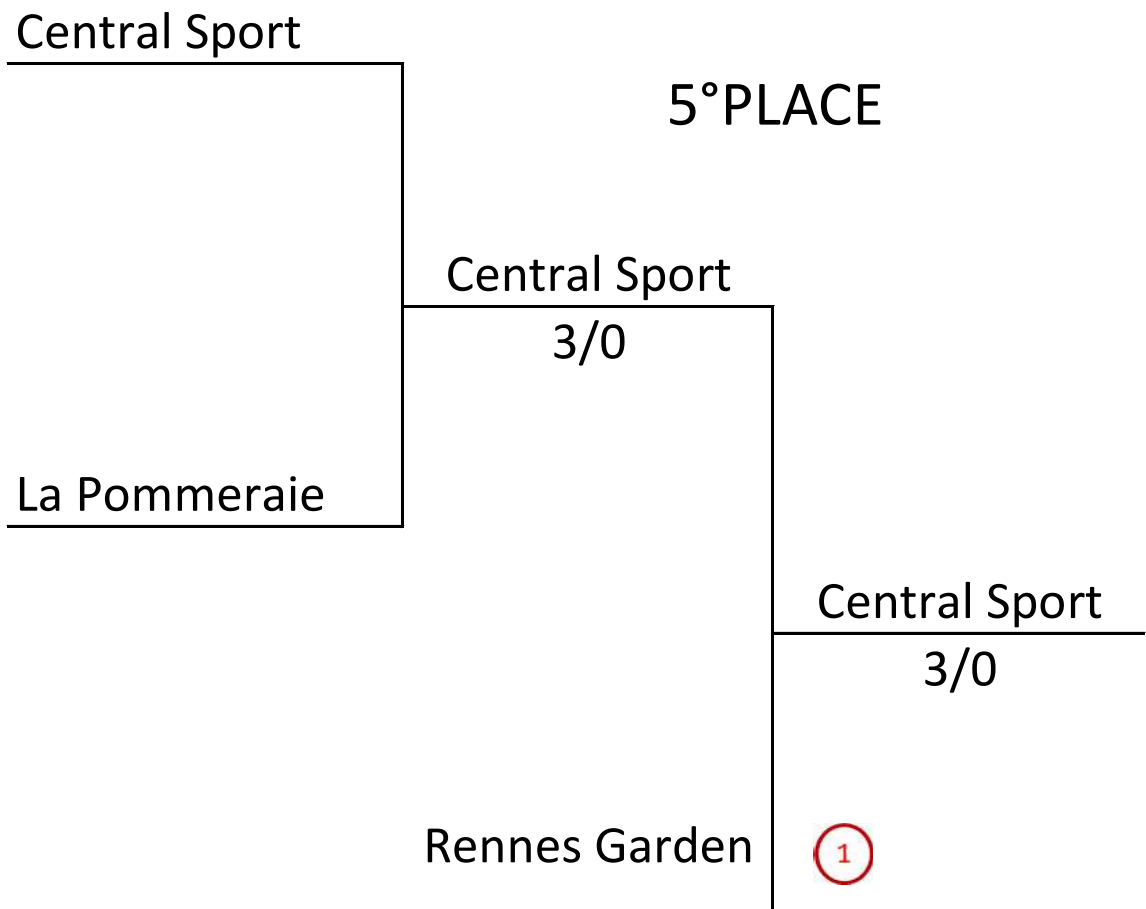 Central Sport
5°PLACE
Central Sport
3/0
La Pommeraie
Central Sport
3/0
Rennes Garden
1